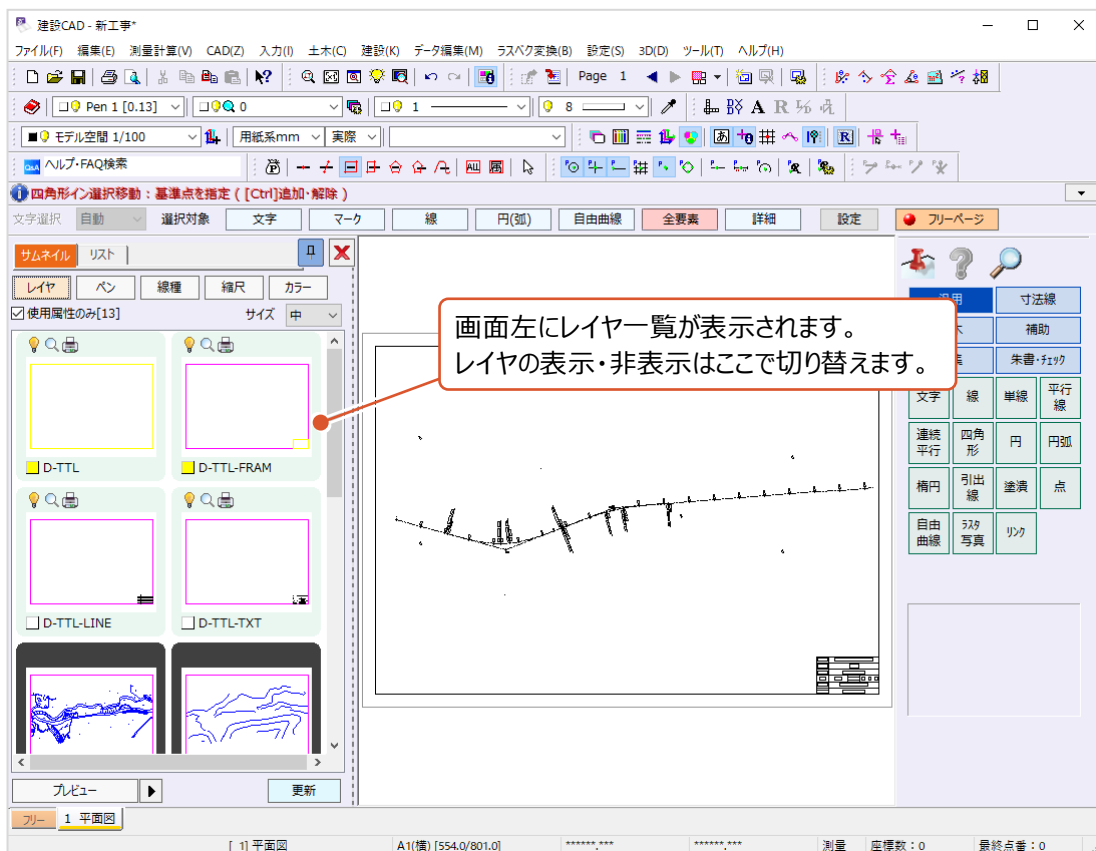 建設CAD - 新工事*
ファイル(F) 編集(E) 測量計算(V) CAD(Z) 入力(I) 土木(C) 建設(K) データ編集(M) ラスベク変換(B) 設定(S) 3D(D) ツール(T) ヘルプ(H)
Page 1
Pen 1 [0.13] 0 1 8 A R
モデル空間 1/100 用紙系mm 実際 あ R
ヘルプ・FAQ検索 ALL
四角形イン選択移動：基準点を指定 ( [Ctrl]追加・解除 )
文字選択 自動 選択対象 文字 マーク 線 円(弧) 自由曲線 全要素 詳細 設定 フリーページ
サムネイル リスト
レイヤ ペン 線種 縮尺 カラー
使用属性のみ[13] サイズ 中
D-TTL D-TTL-FRAM
D-TTL-LINE D-TTL-TXT
プレビュー 更新
画面左にレイヤ一覧が表示されます。
レイヤの表示・非表示はここで切り替えます。
寸法線
補助
朱書・ﾁｪｯｸ
文字 線 単線 平行線
連続平行 四角形 円 円弧
楕円 引出線 塗潰 点
自由曲線 ﾗｽﾀ写真 ﾘﾝｸ
フリー 1 平面図
[ 1] 平面図 A1(横) [554.0/801.0] ******.*** ******.*** 測量 座標数：0 最終点番：0